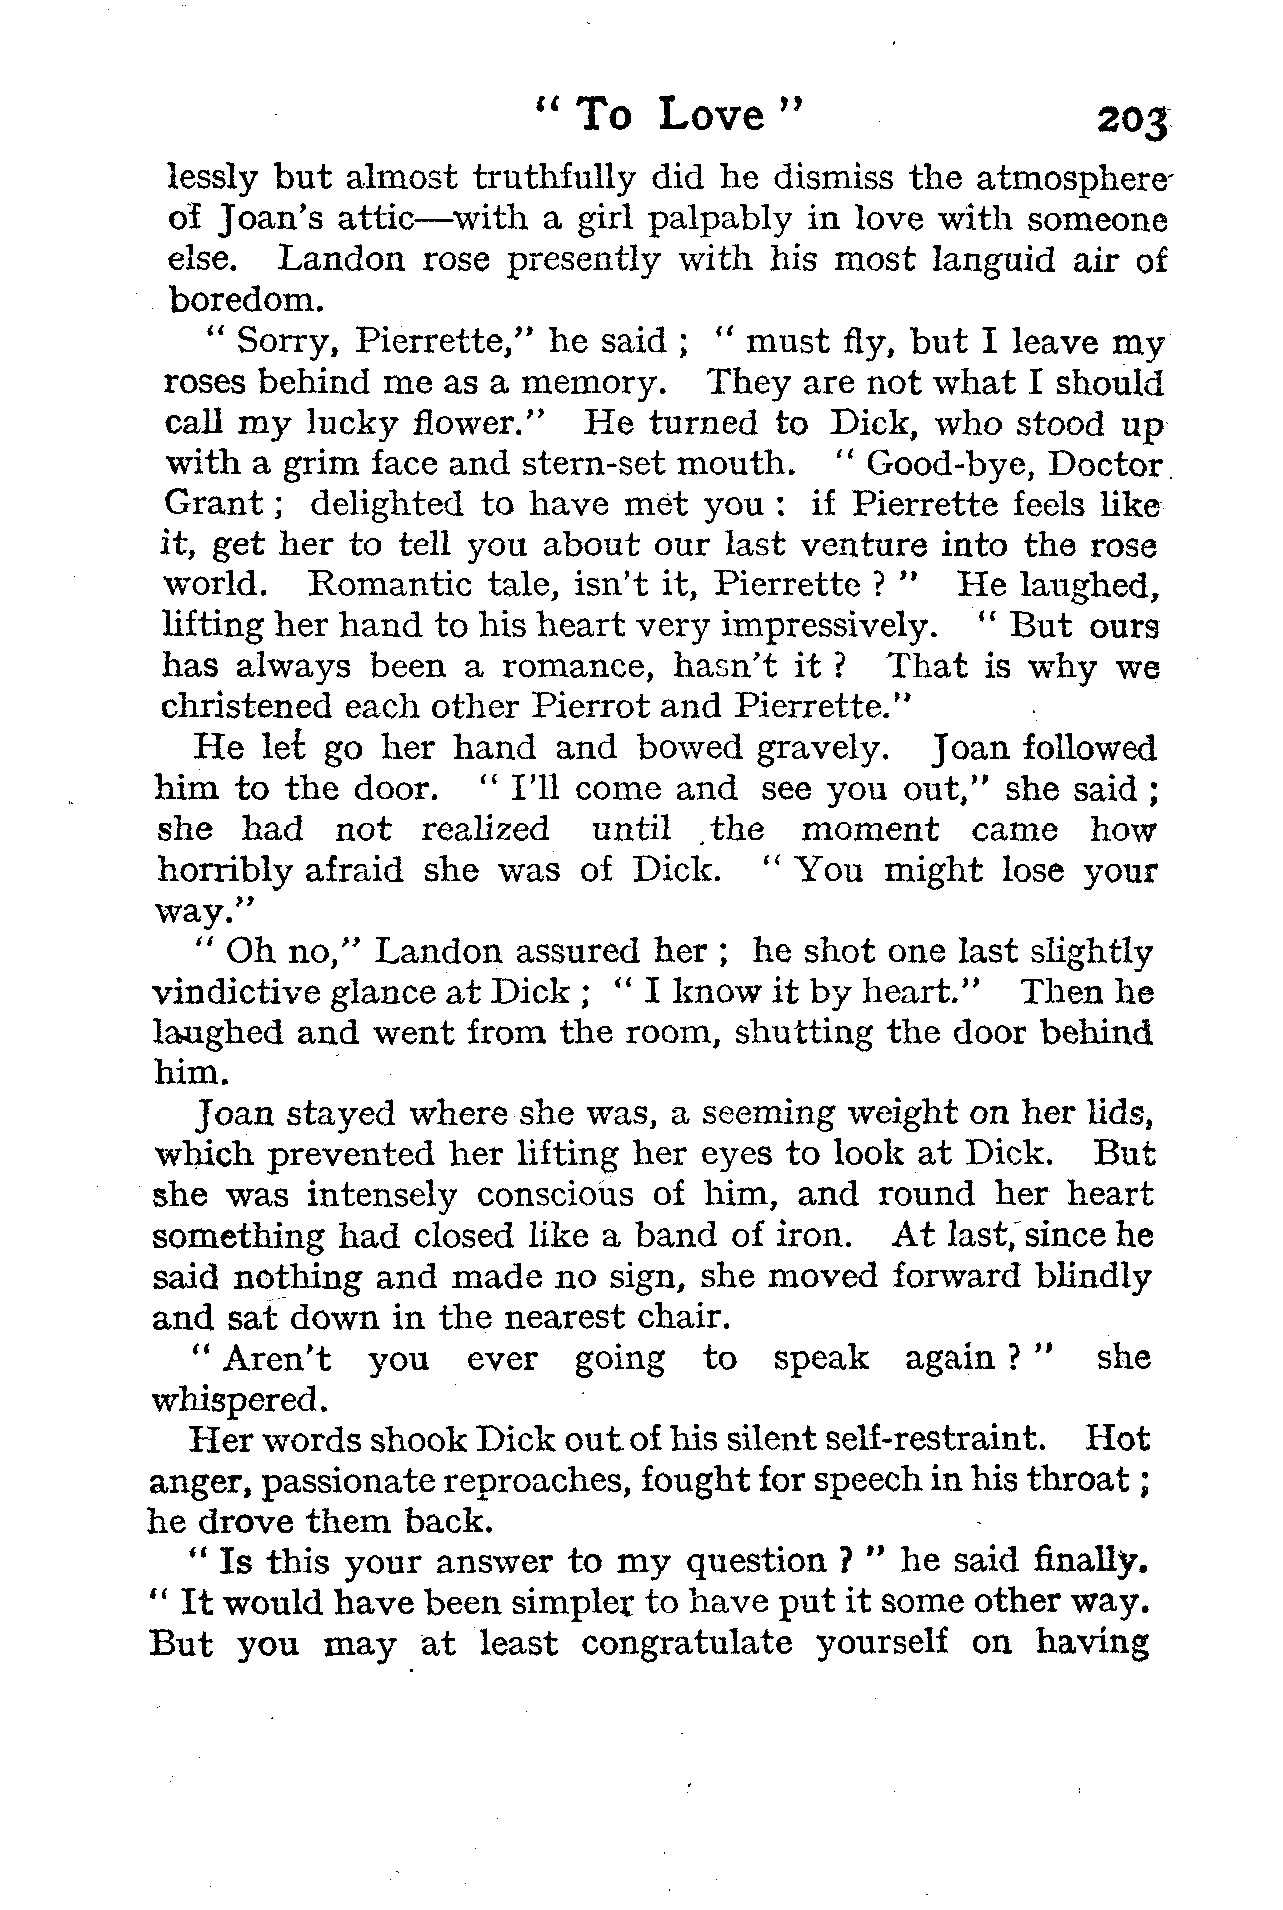 " To Love " 203
lessly but almost truthfully did he dismiss the atmosphere
of Joan's attic—with a girl palpably in love with someone
else. Landon rose presently with his most languid air of
boredom.
" Sorry, Pierrette," he said ; " must fly, but I leave my
roses behind me as a memory. They are not what I should
call my lucky flower." He turned to Dick, who stood up
with a grim face and stern-set mouth. " Good-bye, Doctor
Grant ; delighted to have met you : if Pierrette feels like
it, get her to tell you about our last venture into the rose
world. Romantic tale, isn't it, Pierrette ? " He laughed,
lifting her hand to his heart very impressively. " But ours
has always been a romance, hasn't it ? That is why we
christened each other Pierrot and Pierrette."
He let go her hand and bowed gravely. Joan followed
him to the door. " I'll come and see you out," she said ;
she had not realized until the moment came how
horribly afraid she was of Dick. " You might lose your
way."
" Oh no," Landon assured her ; he shot one last slightly
vindictive glance at Dick ; " I know it by heart." Then he
laughed and went from the room, shutting the door behind
him.
Joan stayed where she was, a seeming weight on her lids,
which prevented her lifting her eyes to look at Dick. But
she was intensely conscious of him, and round her heart
something had closed like a band of iron. At last, since he
said nothing and made no sign, she moved forward blindly
and sat down in the nearest chair.
" Aren't you ever going to speak again ? " she
whispered.
Her words shook Dick out of his silent self-restraint. Hot
anger, passionate reproaches, fought for speech in his throat ;
he drove them back.
" Is this your answer to my question ? " he said finally.
" It would have been simpler to have put it some other way.
But you may at least congratulate yourself on having